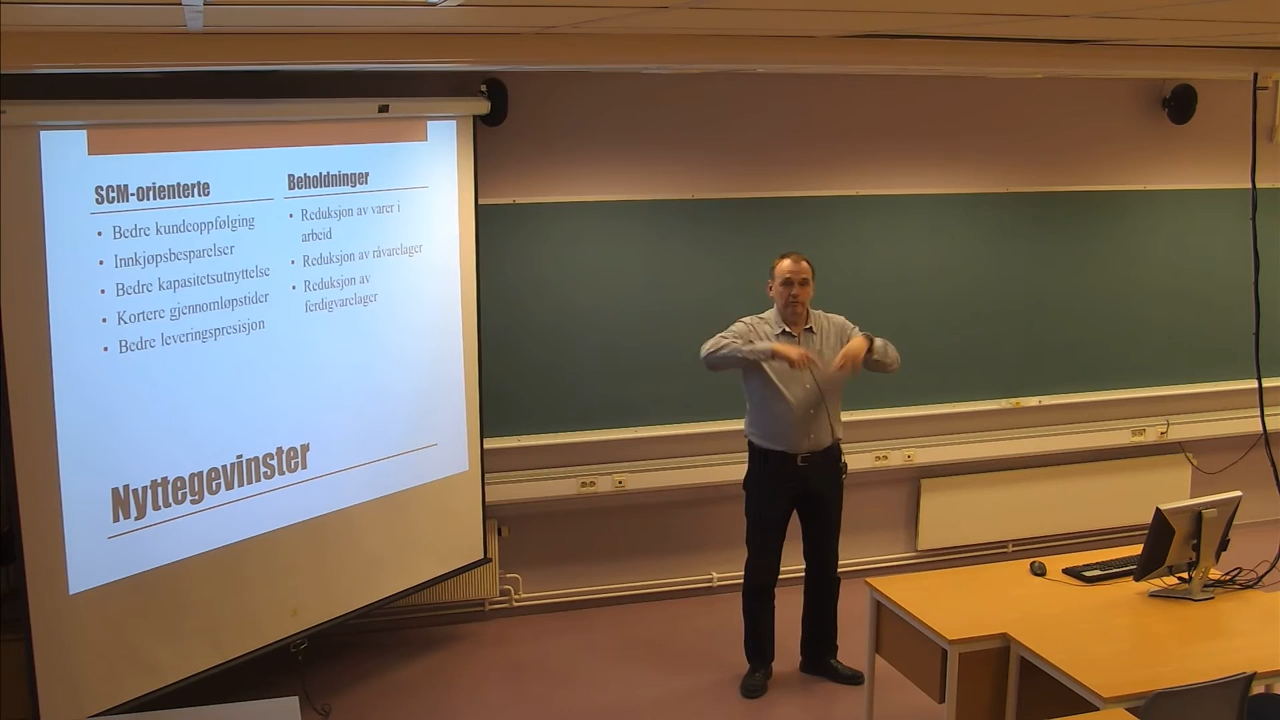 SCM-orienterte
• Bedre kundeoppfølging
• Innkjøpsbesparelser
• Bedre kapasitetsutnyttelse
• Kortere gjennomløpstider
• Bedre leveringspresisjon
Beholdninger
• Reduksjon av varer i
arbeid
• Reduksjon av råvarelager
• Reduksjon av
ferdigvarelager
Nyttegevinster